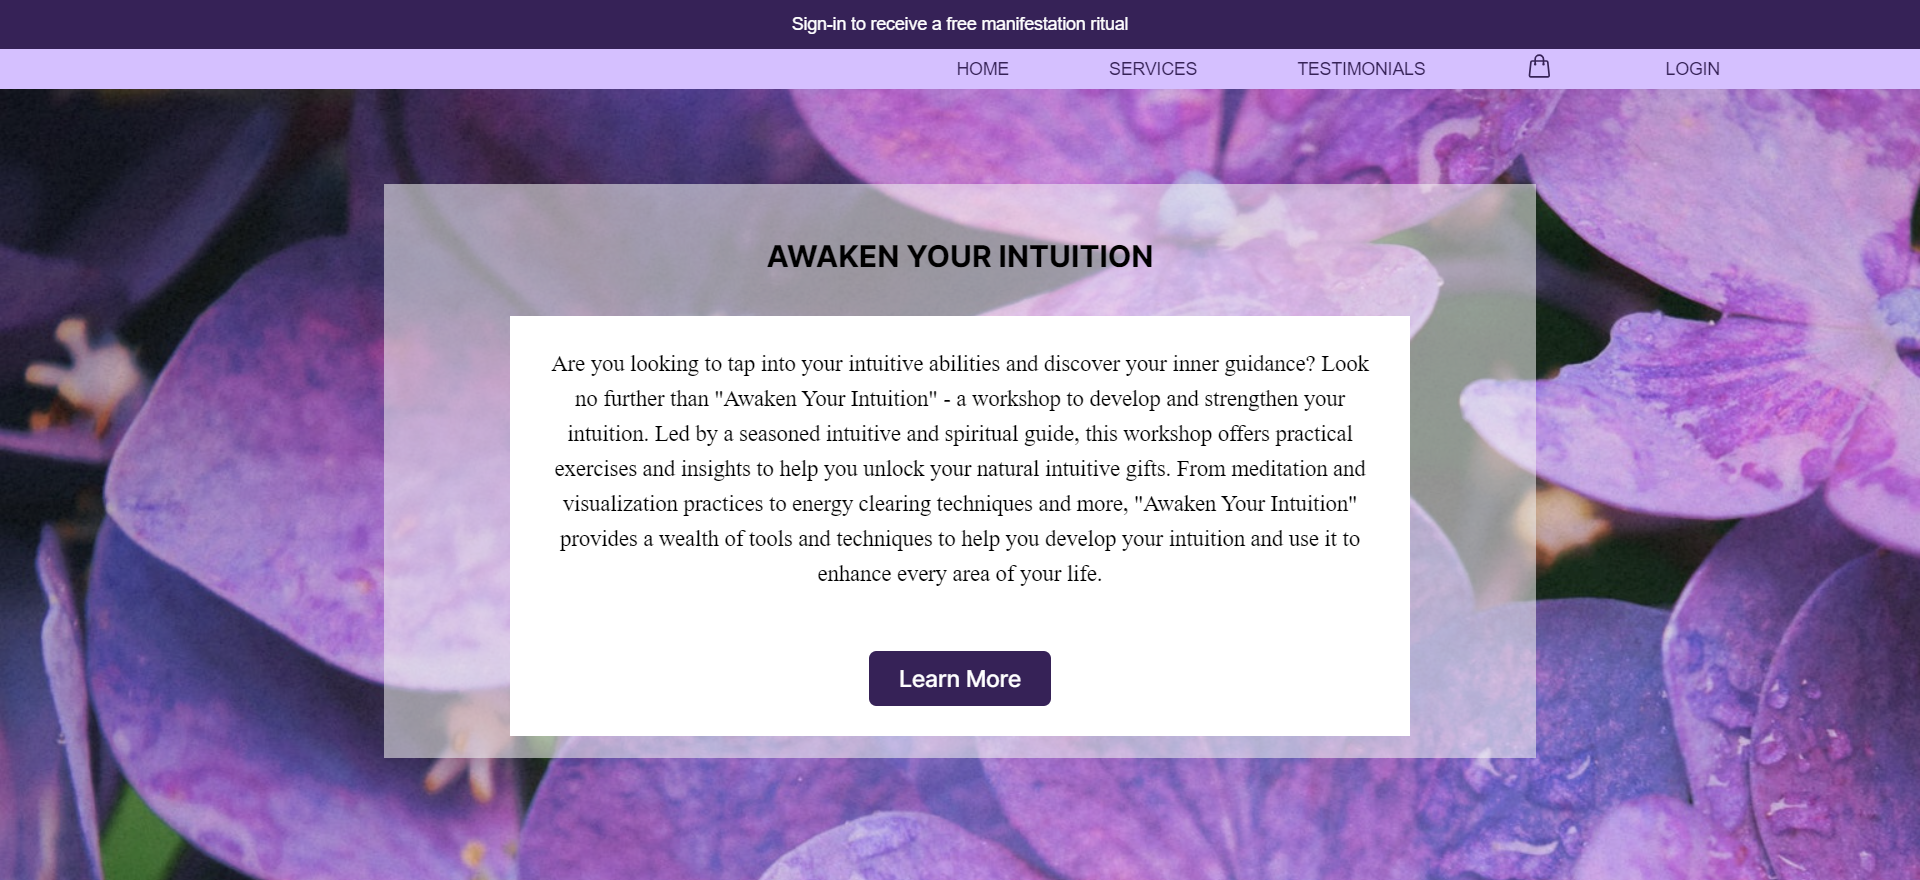 Sign-in to receive a free manifestation ritual
HOME SERVICES TESTIMONIALS LOGIN
AWAKEN YOUR INTUITION
Are you looking to tap into your intuitive abilities and discover your inner guidance? Look
no further than "Awaken Your Intuition" - a workshop to develop and strengthen your
intuition. Led by a seasoned intuitive and spiritual guide, this workshop offers practical
exercises and insights to help you unlock your natural intuitive gifts. From meditation and
visualization practices to energy clearing techniques and more, "Awaken Your Intuition"
provides a wealth of tools and techniques to help you develop your intuition and use it to
enhance every area of your life.
Learn More